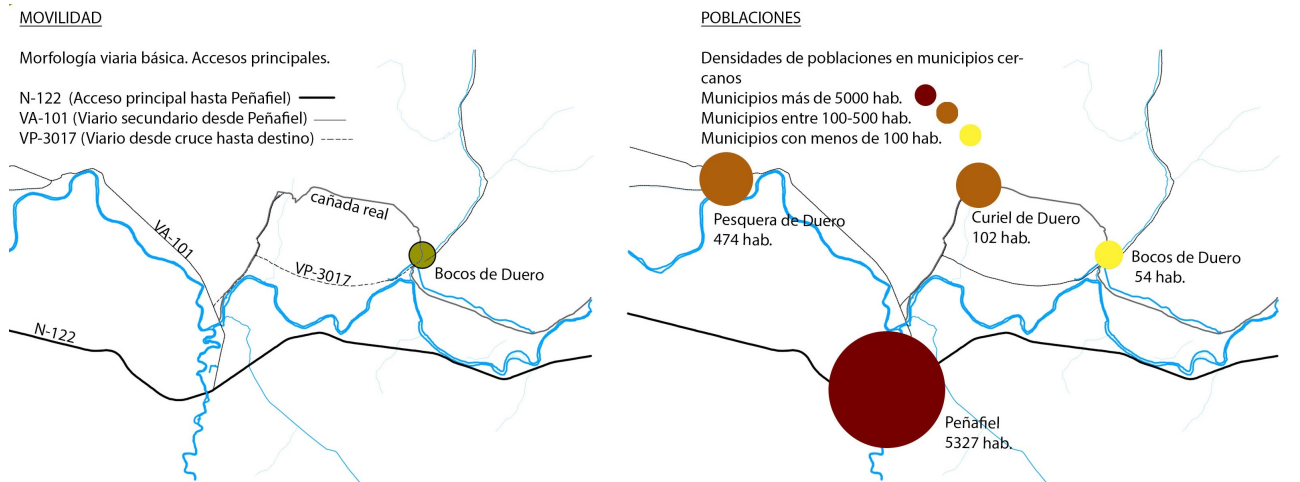 MOVILIDAD
Morfología viaria básica. Accesos principales.
N-122 (Acceso principal hasta Peñafiel)
VA-101 (Viario secundario desde Peñafiel)
VP-3017 (Viario desde cruce hasta destino)
cañada real
VA-101
VP-3017
Bocos de Duero
N-122
POBLACIONES
Densidades de poblaciones en municipios cer-
canos
Municipios más de 5000 hab.
Municipios entre 100-500 hab.
Municipios con menos de 100 hab.
Pesquera de Duero
474 hab.
Curiel de Duero
102 hab.
Bocos de Duero
54 hab.
Peñafiel
5327 hab.